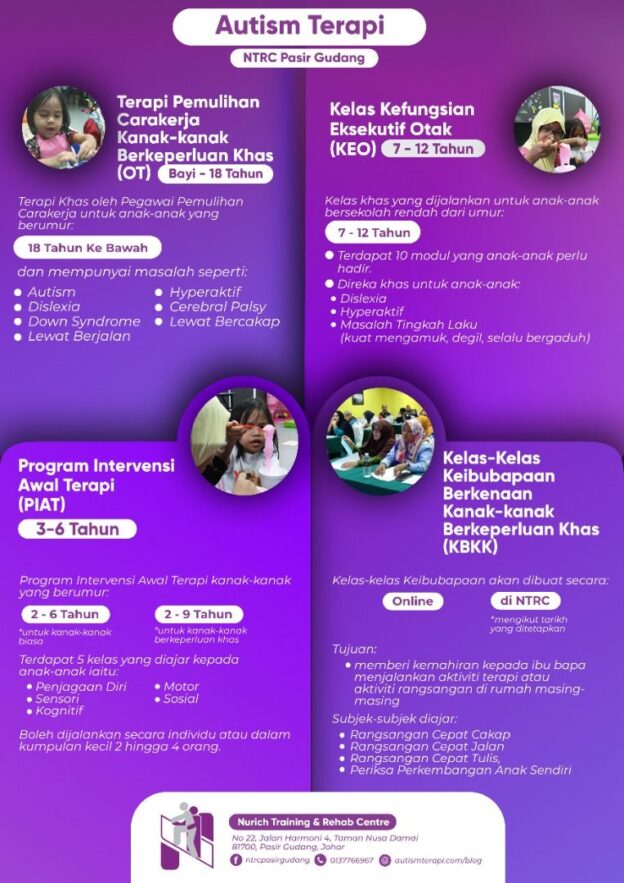 Autism Terapi
NTRC Pasir Gudang
Terapi Pemulihan
Carakerja
Kanak-kanak
Berkeperluan Khas
(OT) Bayi - 18 Tahun
Terapi Khas oleh Pegawai Pemulihan
Carakerja untuk anak-anak yang
berumur:
18 Tahun Ke Bawah
dan mempunyai masalah seperti:
Autism
Dislexia
Down Syndrome
Lewat Berjalan
Hyperaktif
Cerebral Palsy
Lewat Bercakap
Kelas Kefungsian
Eksekutif Otak
(KEO) 7 - 12 Tahun
Kelas khas yang dijalankan untuk anak-anak
bersekolah rendah dari umur:
7 - 12 Tahun
Terdapat 10 modul yang anak-anak perlu
hadir.
Direka khas untuk anak-anak:
Dislexia
Hyperaktif
Masalah Tingkah Laku
(kuat mengamuk, degil, selalu bergaduh)
Program Intervensi
Awal Terapi
(PIAT)
3-6 Tahun
Program Intervensi Awal Terapi kanak-kanak
yang berumur:
2 - 6 Tahun
*untuk kanak-kanak
biasa
2 - 9 Tahun
*untuk kanak-kanak
berkeperluan khas
Terdapat 5 kelas yang diajar kepada
anak-anak iaitu:
Penjagaan Diri
Sensori
Kognitif
Motor
Sosial
Boleh dijalankan secara individu atau dalam
kumpulan kecil 2 hingga 4 orang.
Kelas-Kelas
Keibubapaan
Berkenaan
Kanak-kanak
Berkeperluan Khas
(KBKK)
Kelas-kelas Keibubapaan akan dibuat secara:
Online
di NTRC
*mengikut tarikh
yang ditetapkan
Tujuan:
memberi kemahiran kepada ibu bapa
menjalankan aktiviti terapi atau
aktiviti rangsangan di rumah masing-
masing
Subjek-subjek diajar:
Rangsangan Cepat Cakap
Rangsangan Cepat Jalan
Rangsangan Cepat Tulis,
Periksa Perkembangan Anak Sendiri
Nurich Training & Rehab Centre
No 22, Jalan Harmoni 4, Taman Nusa Damai
81700, Pasir Gudang, Johor
ntrcpasirgudang 0137766967 autismterapi.com/blog